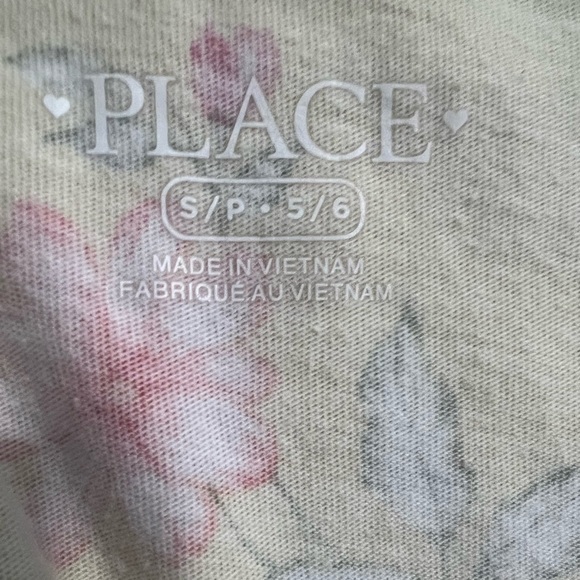 PLACE
S/P • 5/6
MADE IN VIETNAM
FABRIQUÉ AU VIETNAM